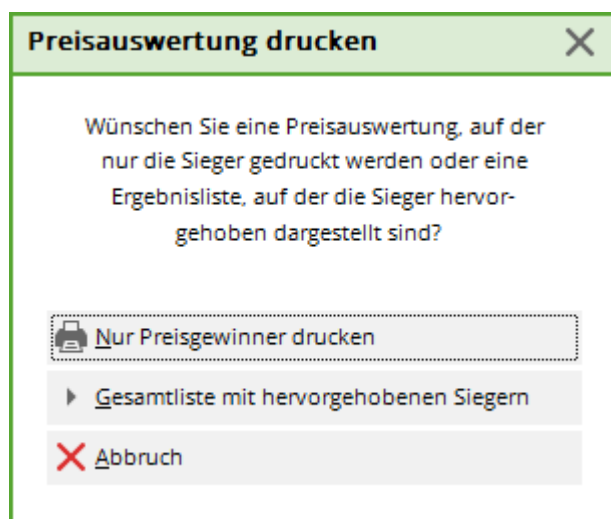 Preisauswertung drucken
Wünschen Sie eine Preisauswertung, auf der
nur die Sieger gedruckt werden oder eine
Ergebnisliste, auf der die Sieger hervor-
gehoben dargestellt sind?
Nur Preisgewinner drucken
Gesamtliste mit hervorgehobenen Siegern
Abbruch